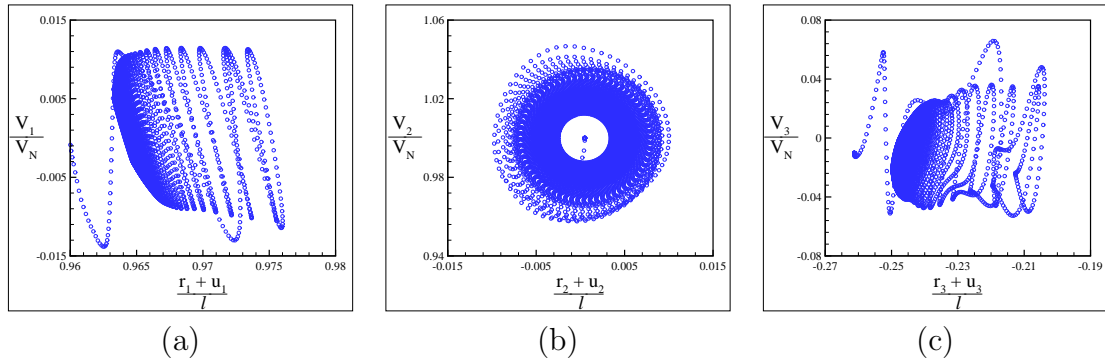 0.015
0.005
-0.005
-0.015
V1
VN
0.96
0.965
0.97
0.975
0.98
r1 + u1
l
(a)
1.06
1.02
0.98
0.94
V2
VN
-0.015
-0.005
0.005
0.015
r2 + u2
l
(b)
0.08
0.04
0
-0.04
-0.08
V3
VN
-0.27
-0.25
-0.23
-0.21
-0.19
r3 + u3
l
(c)